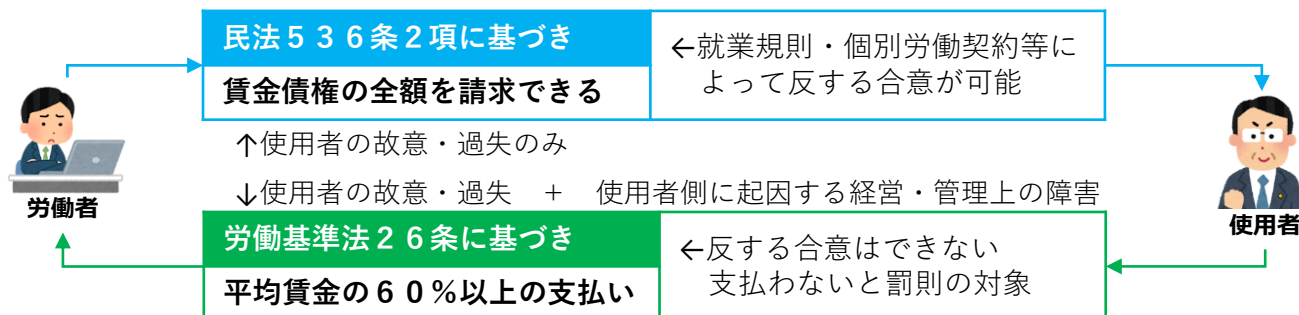 民法５３６条２項に基づき
賃金債権の全額を請求できる
←就業規則・個別労働契約等に
よって反する合意が可能
↑使用者の故意・過失のみ
↓使用者の故意・過失　＋　使用者側に起因する経営・管理上の障害
労働者
使用者
労働基準法２６条に基づき
平均賃金の６０％以上の支払い
←反する合意はできない
支払わないと罰則の対象